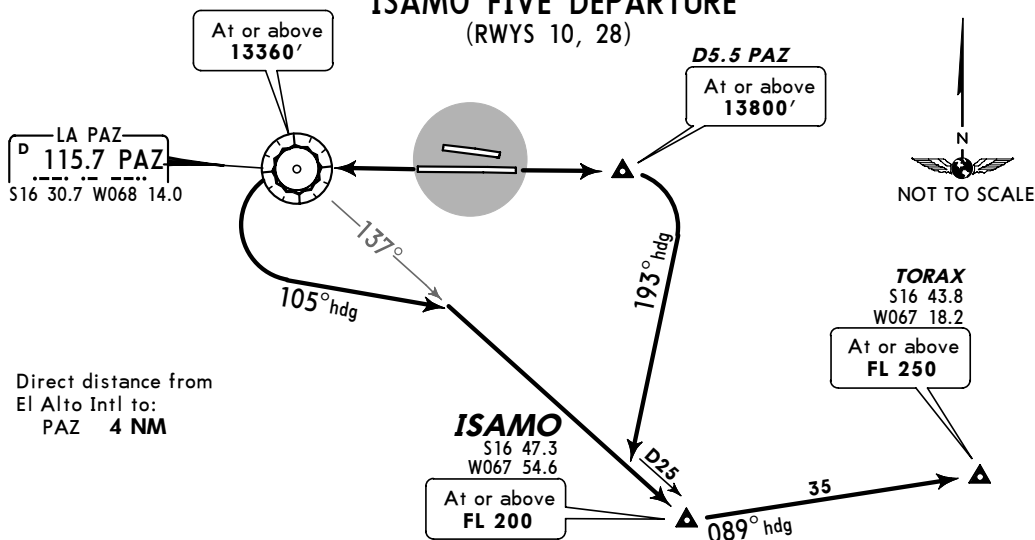 ISAMO FIVE DEPARTURE
(RWYS 10, 28)
At or above
13360'
D5.5 PAZ
At or above
13800'
LA PAZ
D 115.7 PAZ
S16 30.7 W068 14.0
N
NOT TO SCALE
137°
105°hdg
193°hdg
TORAX
S16 43.8
W067 18.2
At or above
FL 250
Direct distance from
El Alto Intl to:
PAZ 4 NM
ISAMO
S16 47.3
W067 54.6
At or above
FL 200
D25
35
089°hdg